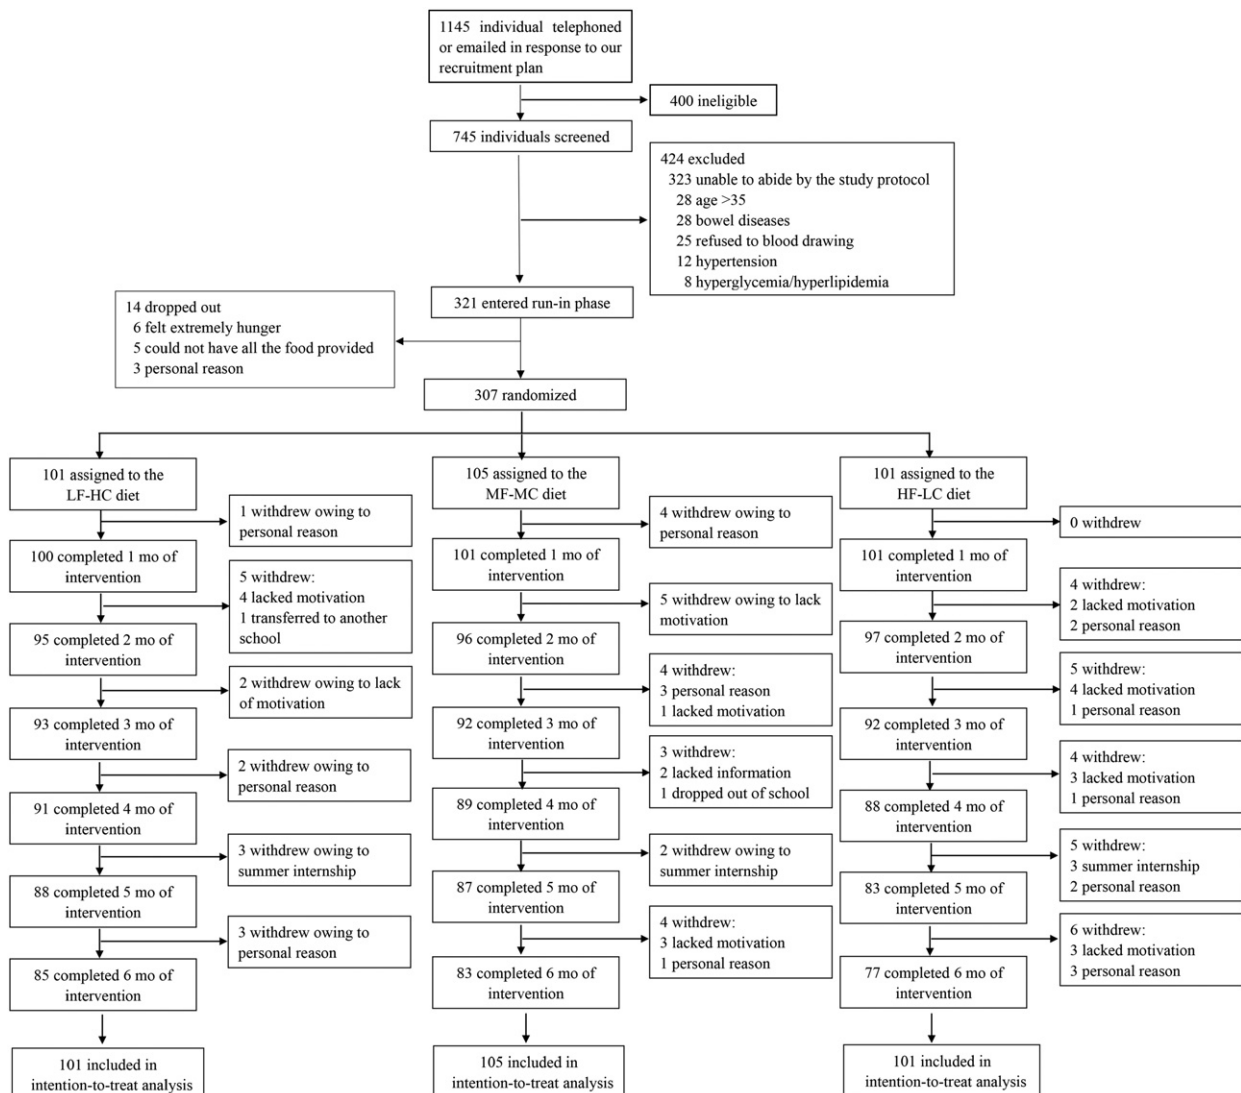 1145 individual telephoned
or emailed in response to our
recruitment plan
400 ineligible
745 individuals screened
424 excluded
323 unable to abide by the study protocol
28 age >35
28 bowel diseases
25 refused to blood drawing
12 hypertension
8 hyperglycemia/hyperlipidemia
321 entered run-in phase
14 dropped out
6 felt extremely hunger
5 could not have all the food provided
3 personal reason
307 randomized
101 assigned to the
LF-HC diet
1 withdrew owing to
personal reason
100 completed 1 mo of
intervention
5 withdrew:
4 lacked motivation
1 transferred to another
school
95 completed 2 mo of
intervention
2 withdrew owing to lack
of motivation
93 completed 3 mo of
intervention
2 withdrew owing to
personal reason
91 completed 4 mo of
intervention
3 withdrew owing to
summer internship
88 completed 5 mo of
intervention
3 withdrew owing to
personal reason
85 completed 6 mo of
intervention
101 included in
intention-to-treat analysis
105 assigned to the
MF-MC diet
4 withdrew owing to
personal reason
101 completed 1 mo of
intervention
5 withdrew owing to lack
motivation
96 completed 2 mo of
intervention
4 withdrew:
3 personal reason
1 lacked motivation
92 completed 3 mo of
intervention
3 withdrew:
2 lacked information
1 dropped out of school
89 completed 4 mo of
intervention
2 withdrew owing to
summer internship
87 completed 5 mo of
intervention
4 withdrew:
3 lacked motivation
1 personal reason
83 completed 6 mo of
intervention
105 included in
intention-to-treat analysis
101 assigned to the
HF-LC diet
0 withdrew
101 completed 1 mo of
intervention
4 withdrew:
2 lacked motivation
2 personal reason
97 completed 2 mo of
intervention
5 withdrew:
4 lacked motivation
1 personal reason
92 completed 3 mo of
intervention
4 withdrew:
3 lacked motivation
1 personal reason
88 completed 4 mo of
intervention
5 withdrew:
3 summer internship
2 personal reason
83 completed 5 mo of
intervention
6 withdrew:
3 lacked motivation
3 personal reason
77 completed 6 mo of
intervention
101 included in
intention-to-treat analysis